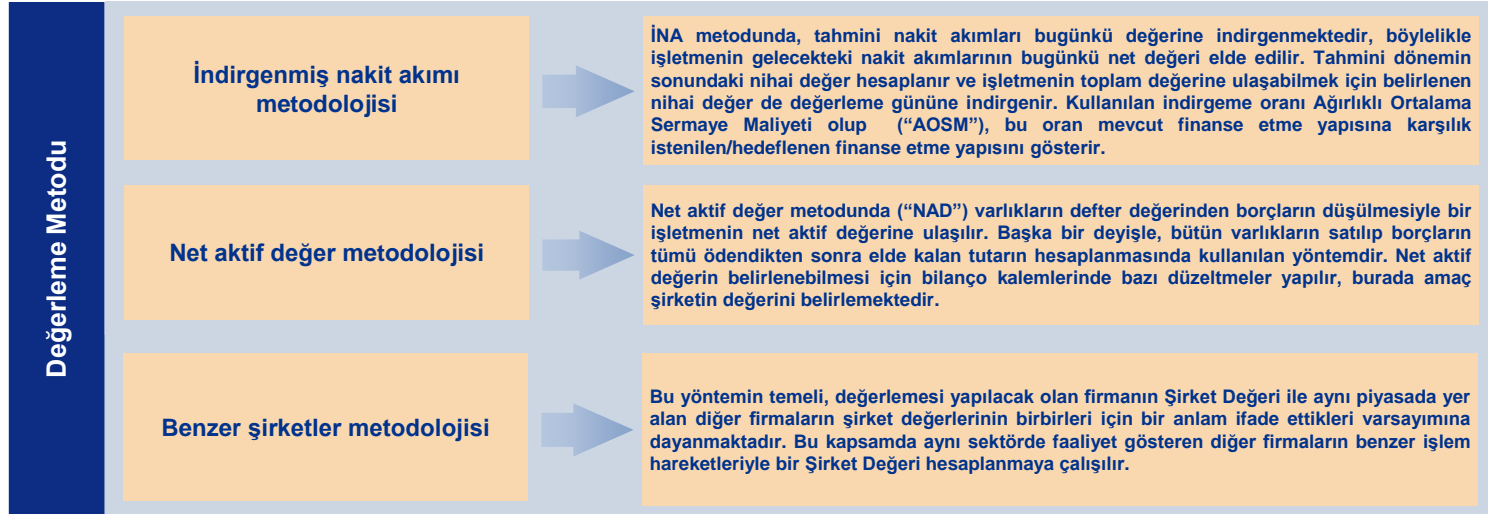 Değerleme Metodu
İndirgenmiş nakit akımı
metodolojisi
İNA metodunda, tahmini nakit akımları bugünkü değerine indirgenmektedir, böylelikle
işletmenin gelecekteki nakit akımlarının bugünkü net değeri elde edilir. Tahmini dönemin
sonundaki nihai değer hesaplanır ve işletmenin toplam değerine ulaşabilmek için belirlenen
nihai değer de değerleme gününe indirgenir. Kullanılan indirgeme oranı Ağırlıklı Ortalama
Sermaye Maliyeti olup (“AOSM”), bu oran mevcut finanse etme yapısına karşılık
istenilen/hedeflenen finanse etme yapısını gösterir.
Net aktif değer metodolojisi
Net aktif değer metodunda (“NAD”) varlıkların defter değerinden borçların düşülmesiyle bir
işletmenin net aktif değerine ulaşılır. Başka bir deyişle, bütün varlıkların satılıp borçların
tümü ödendikten sonra elde kalan tutarın hesaplanmasında kullanılan yöntemdir. Net aktif
değerin belirlenebilmesi için bilanço kalemlerinde bazı düzeltmeler yapılır, burada amaç
şirketin değerini belirlemektedir.
Benzer şirketler metodolojisi
Bu yöntemin temeli, değerlemesi yapılacak olan firmanın Şirket Değeri ile aynı piyasada yer
alan diğer firmaların şirket değerlerinin birbirleri için bir anlam ifade ettikleri varsayımına
dayanmaktadır. Bu kapsamda aynı sektörde faaliyet gösteren diğer firmaların benzer işlem
hareketleriyle bir Şirket Değeri hesaplanmaya çalışılır.